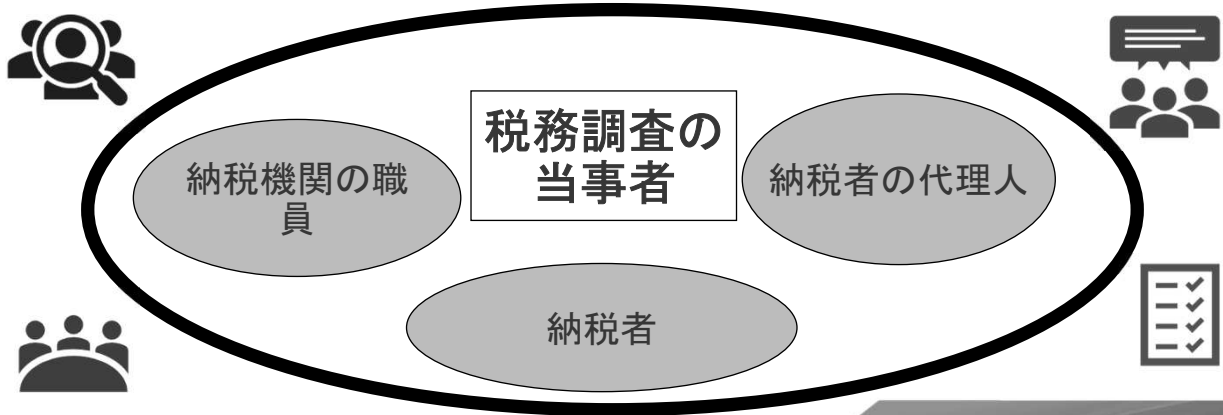 税務調査の
当事者
納税機関の職
員
納税者の代理人
納税者